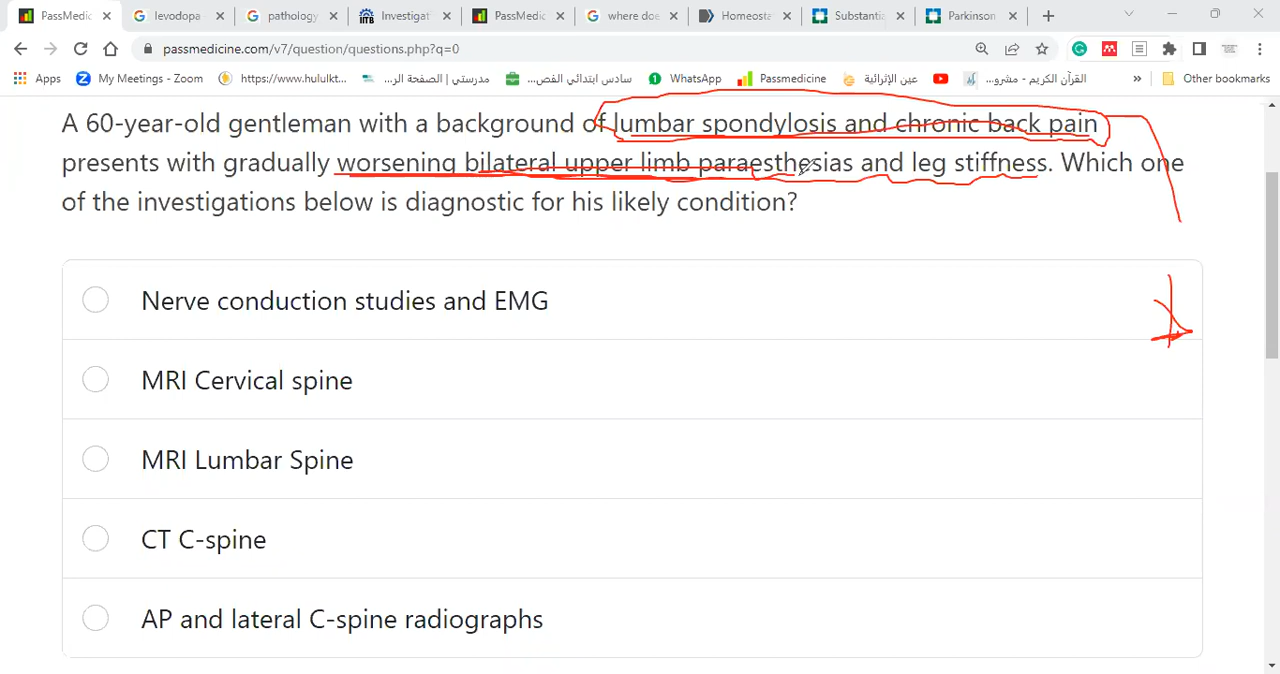 PassMedic
levodopa
pathology
Investigat
PassMedic
where doe
Homeosta
Substantia
Parkinson
passmedicine.com/v7/question/questions.php?q=0
Apps
My Meetings - Zoom
https://www.hululkt...
مدرستي | الصفحة الر...
سادس ابتدائي الفص...
WhatsApp
Passmedicine
عين الإثرائية
القرآن الكريم - مشرو...
»
Other bookmarks
A 60-year-old gentleman with a background of lumbar spondylosis and chronic back pain
presents with gradually worsening bilateral upper limb paraesthesias and leg stiffness. Which one
of the investigations below is diagnostic for his likely condition?
Nerve conduction studies and EMG
MRI Cervical spine
MRI Lumbar Spine
CT C-spine
AP and lateral C-spine radiographs